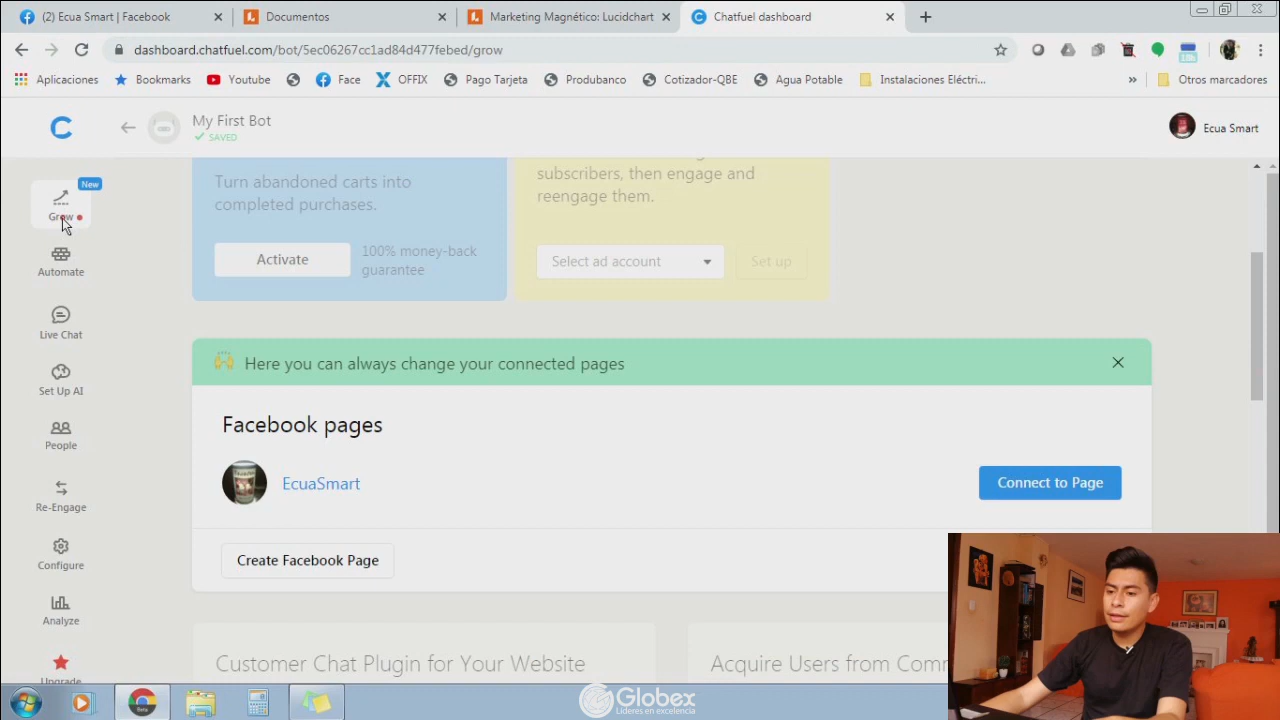 (2) Ecua Smart | Facebook
Documentos
Marketing Magnético: Lucidchart
Chatfuel dashboard
dashboard.chatfuel.com/bot/5ec06267cc1ad84d477febed/grow
Aplicaciones
Bookmarks
Youtube
Face
OFFIX
Pago Tarjeta
Produbanco
Cotizador-QBE
Agua Potable
Instalaciones Eléctri...
»
Otros marcadores
My First Bot
SAVED
Ecua Smart
New
Grow
Automate
Live Chat
Set Up AI
People
Re-Engage
Configure
Analyze
Upgrade
Turn abandoned carts into
completed purchases.
Activate
100% money-back
guarantee
subscribers, then engage and
reengage them.
Select ad account
Set up
Here you can always change your connected pages
Facebook pages
EcuaSmart
Connect to Page
Create Facebook Page
Customer Chat Plugin for Your Website
Acquire Users from Com
Globex
Líderes en excelencia